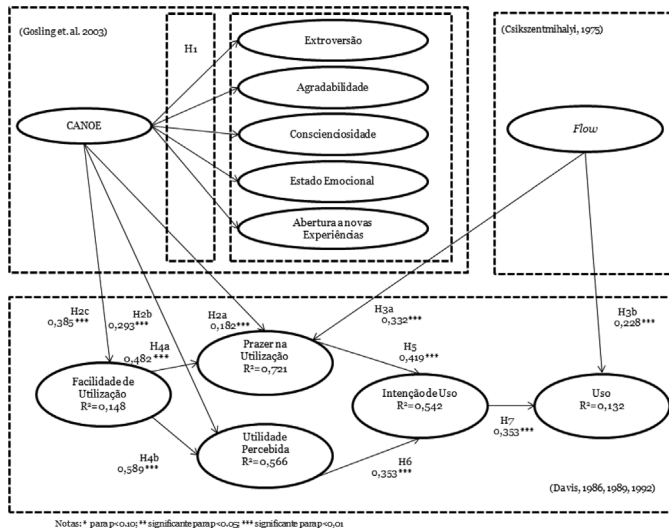 (Gosling et. al. 2003)
H1
(Csikszentmihalyi, 1975)
Extroversão
Agradabilidade
CANOE
Conscienciosidade
Flow
Estado Emocional
Abertura a novas
Experiências
H2c
0,385 ***
H2b
0,293 ***
H2a
0,182 ***
H3a
0,332 ***
H3b
0,228 ***
H4a
0,482 ***
Prazer na
Utilização
R²=0,721
H5
0,419 ***
Facilidade de
Utilização
R²=0,148
Intenção de Uso
R²=0,542
Uso
R²=0,132
H7
0,353 ***
H4b
0,589 ***
Utilidade
Percebida
R²=0,566
H6
0,353 ***
(Davis, 1986, 1989, 1992)
Notas: * para p<0,10; ** significante para p<0,05; *** significante para p<0,01